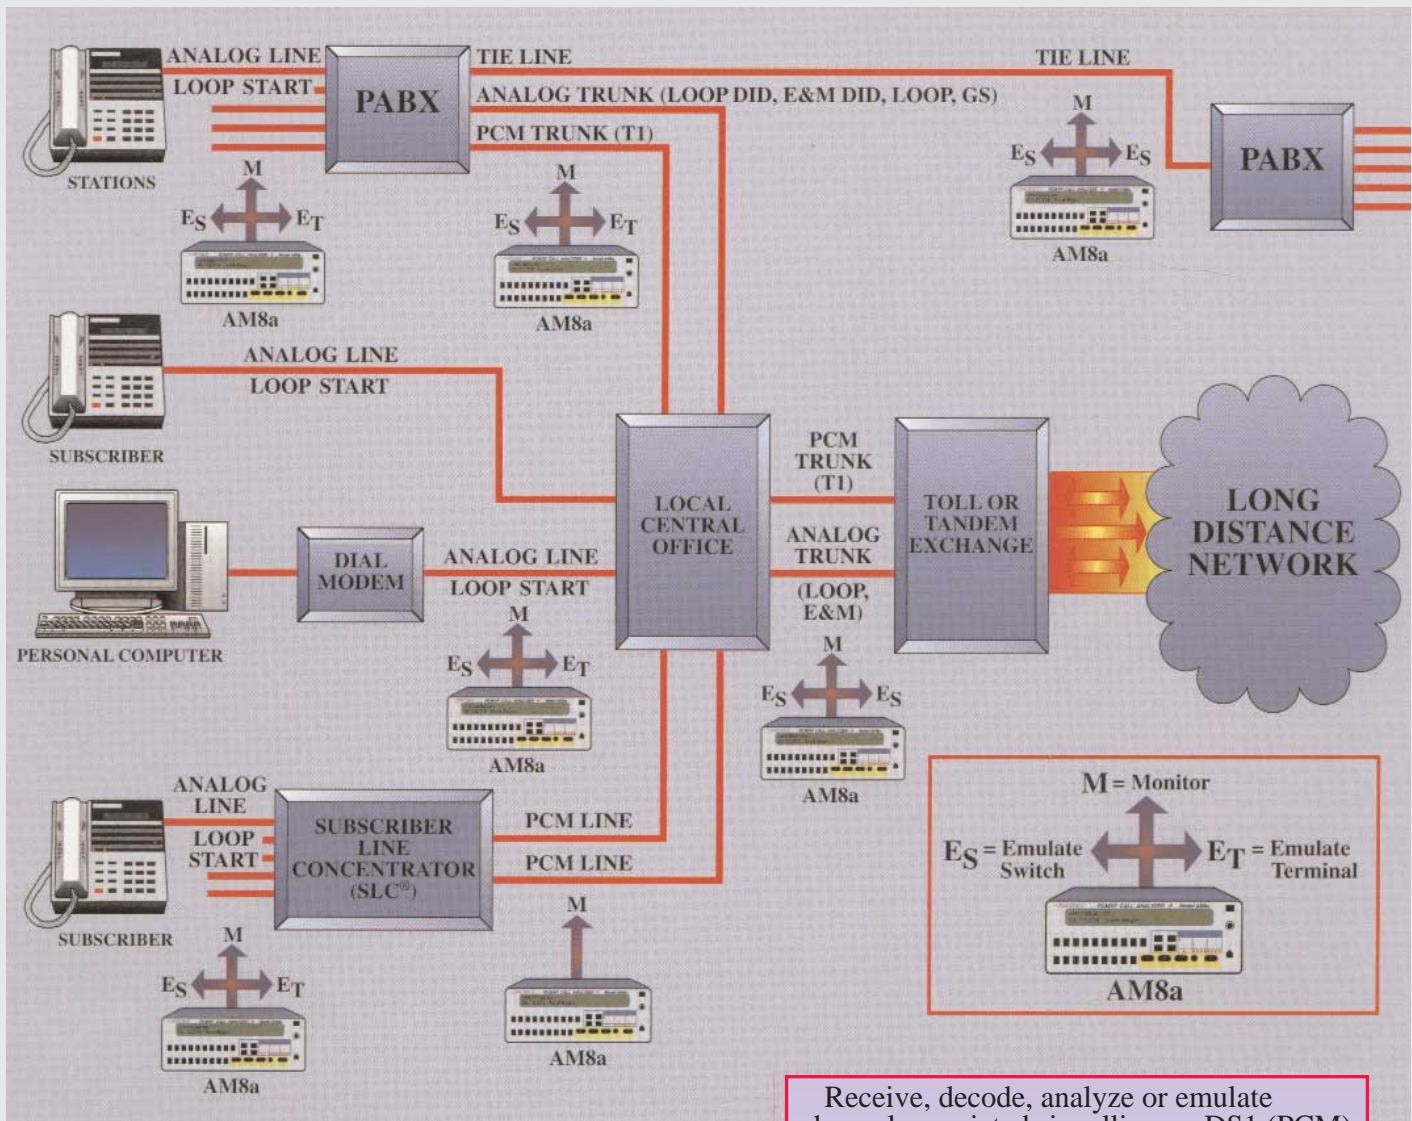 ANALOG LINE
LOOP START
STATIONS
PABX
TIE LINE
ANALOG TRUNK (LOOP DID, E&M DID, LOOP, GS)
PCM TRUNK (T1)
TIE LINE
PABX
M
ES
ET
AM8a
M
ES
ET
AM8a
M
ES
ES
AM8a
ANALOG LINE
LOOP START
SUBSCRIBER
PERSONAL COMPUTER
DIAL
MODEM
ANALOG LINE
LOOP START
M
ES
ET
AM8a
LOCAL
CENTRAL
OFFICE
PCM
TRUNK
(T1)
ANALOG
TRUNK
(LOOP,
E&M)
M
ES
ES
AM8a
TOLL OR
TANDEM
EXCHANGE
LONG
DISTANCE
NETWORK
ANALOG
LINE
LOOP
START
SUBSCRIBER
SUBSCRIBER
LINE
CONCENTRATOR
(SLC®)
PCM LINE
PCM LINE
M
ES
ET
AM8a
M
AM8a
M = Monitor
ES = Emulate
Switch
ET = Emulate
Terminal
AM8a
Receive, decode, analyze or emulate